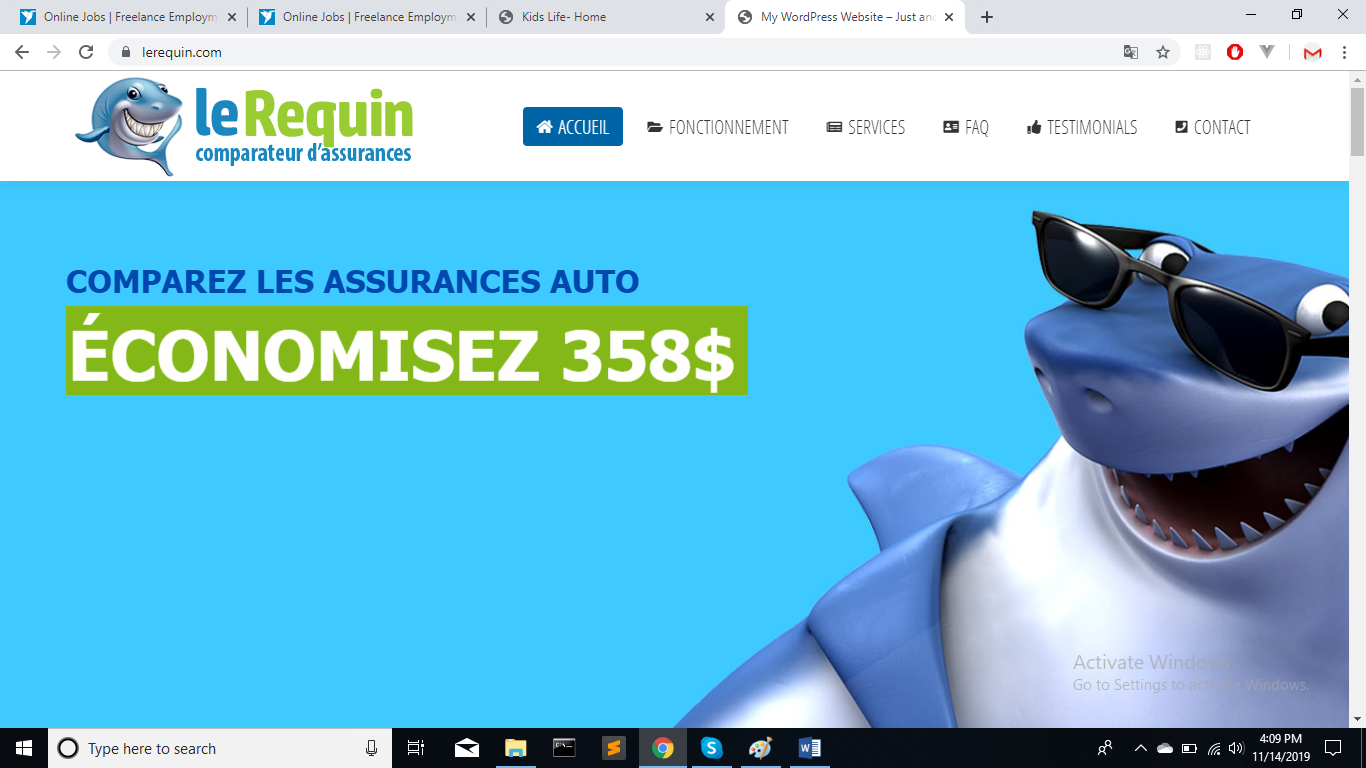 Online Jobs | Freelance Employm
Online Jobs | Freelance Employm
Kids Life- Home
My WordPress Website – Just an
lerequin.com
le Requin
comparateur d'assurances
ACCUEIL
FONCTIONNEMENT
SERVICES
FAQ
TESTIMONIALS
CONTACT
COMPAREZ LES ASSURANCES AUTO
ÉCONOMISEZ 358$
Activate Windows
Go to Settings to activate Windows.
Type here to search
4:09 PM
11/14/2019